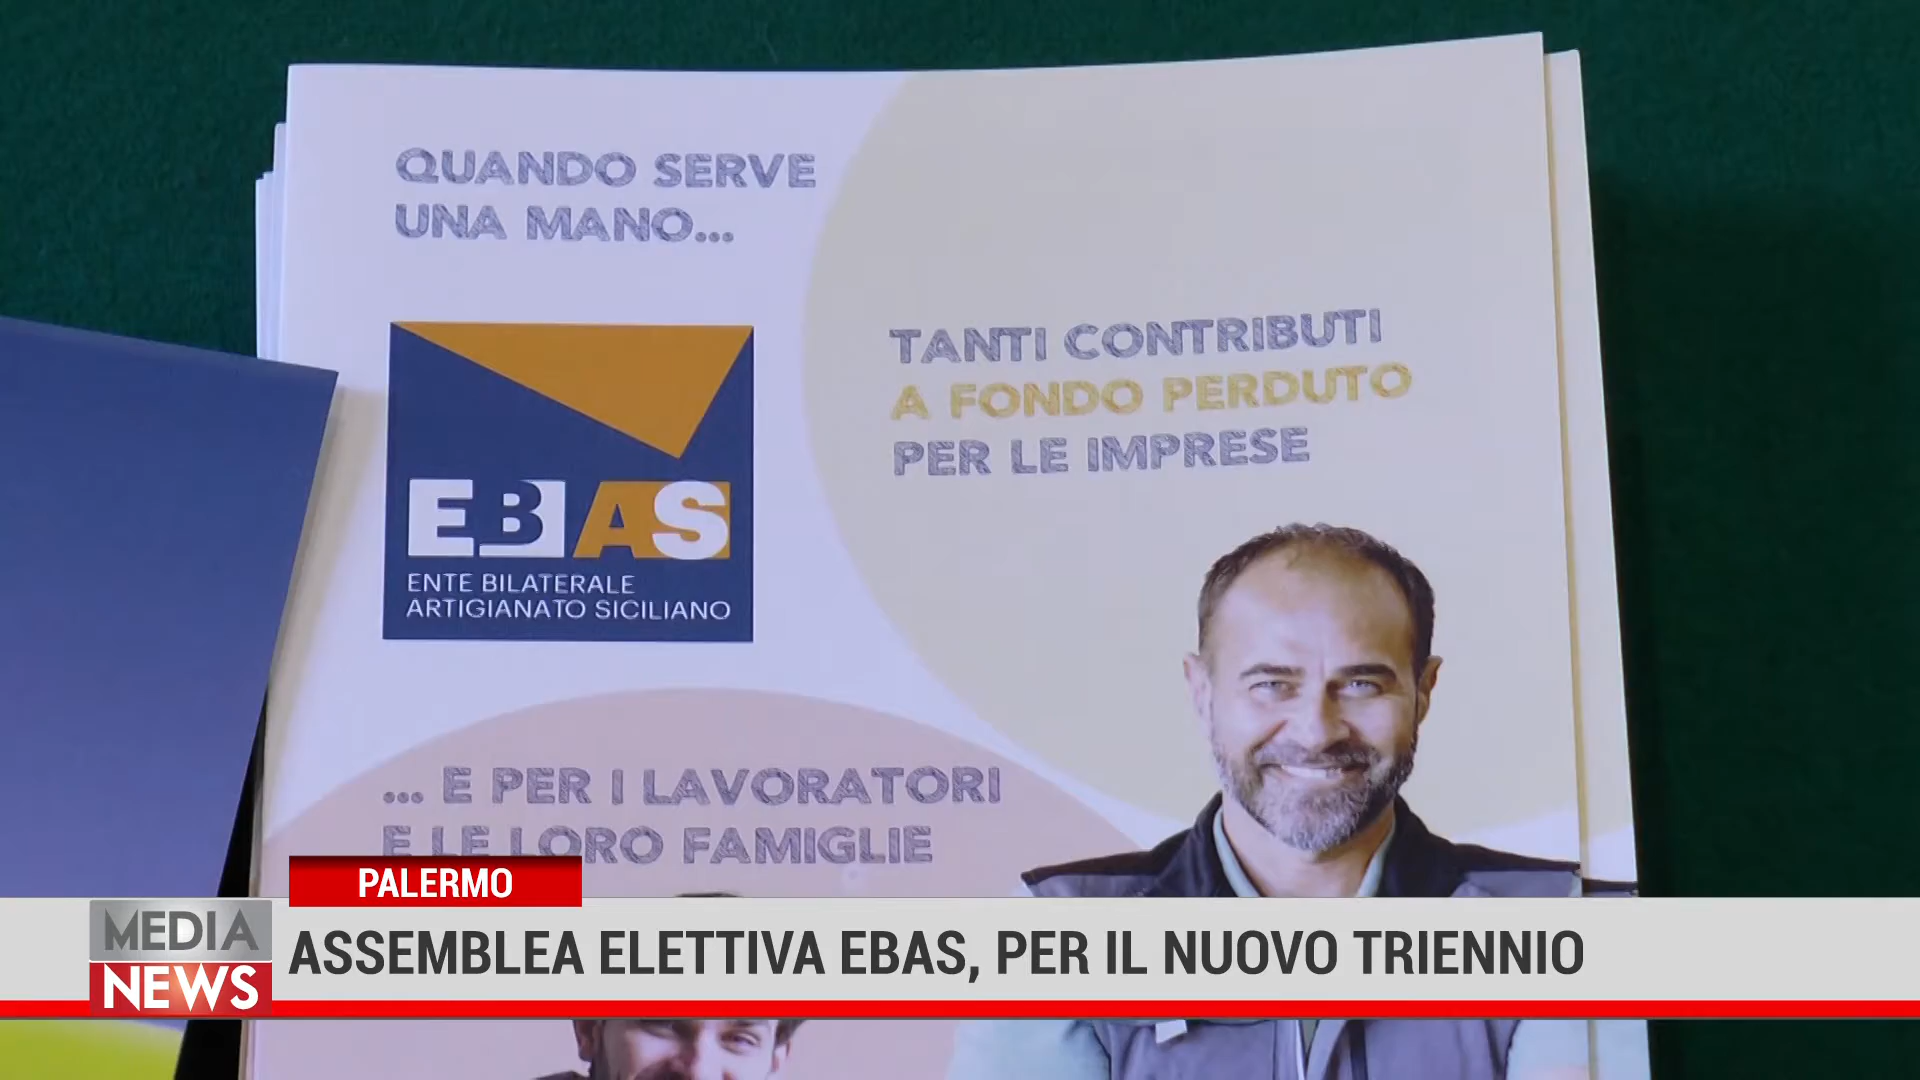 QUANDO SERVE
UNA MANO...
TANTI CONTRIBUTI
A FONDO PERDUTO
PER LE IMPRESE
EBAS
ENTE BILATERALE
ARTIGIANATO SICILIANO
... E PER I LAVORATORI
E LE LORO FAMIGLIE
PALERMO
MEDIA
NEWS
ASSEMBLEA ELETTIVA EBAS, PER IL NUOVO TRIENNIO